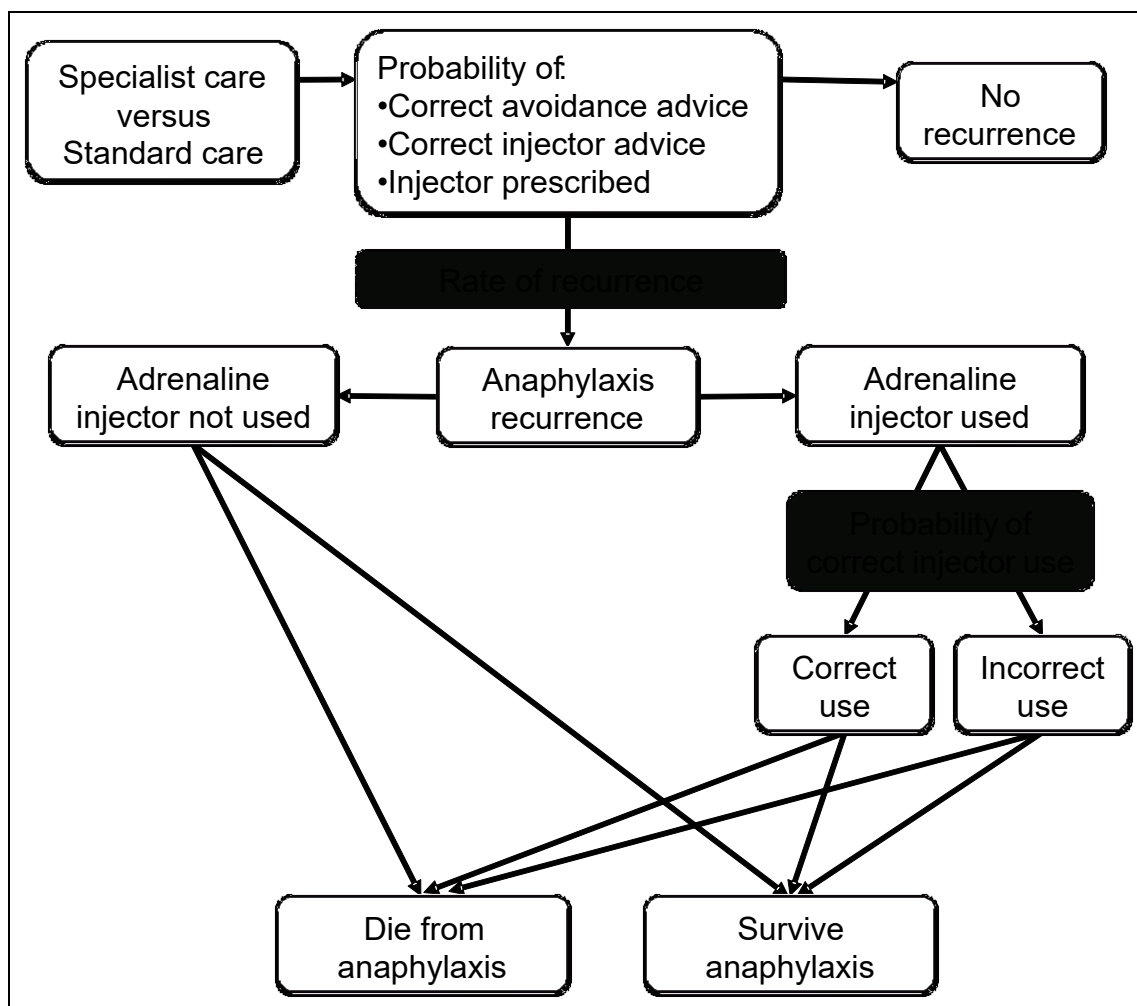 Specialist care
versus
Standard care
Probability of:
•Correct avoidance advice
•Correct injector advice
•Injector prescribed
No
recurrence
Rate of recurrence
Adrenaline
injector not used
Anaphylaxis
recurrence
Adrenaline
injector used
Probability of
correct injector use
Correct
use
Incorrect
use
Die from
anaphylaxis
Survive
anaphylaxis